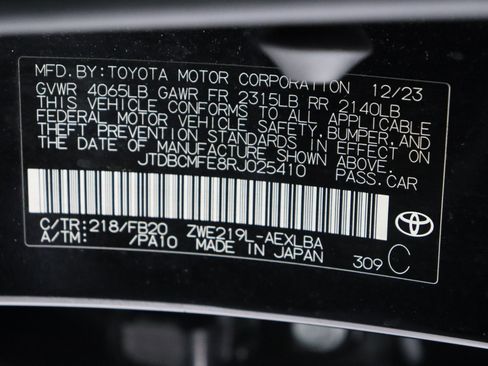 MFD.BY:TOYOTA MOTOR CORPORATION 12/23
GVWR 4065LB GAWR FR 2315LB RR 2140LB
THIS VEHICLE CONFORMS TO ALL APPLICABLE
FEDERAL MOTOR VEHICLE SAFETY,BUMPER,AND
THEFT PREVENTION STANDARDS IN EFFECT ON
THE DATE OF MANUFACTURE SHOWN ABOVE.
JTDBCMFE8RJ025410 PASS.CAR
C/TR:218/FB20 ZWE219L-AEXLBA
A/TM: /PA10 MADE IN JAPAN 309 C